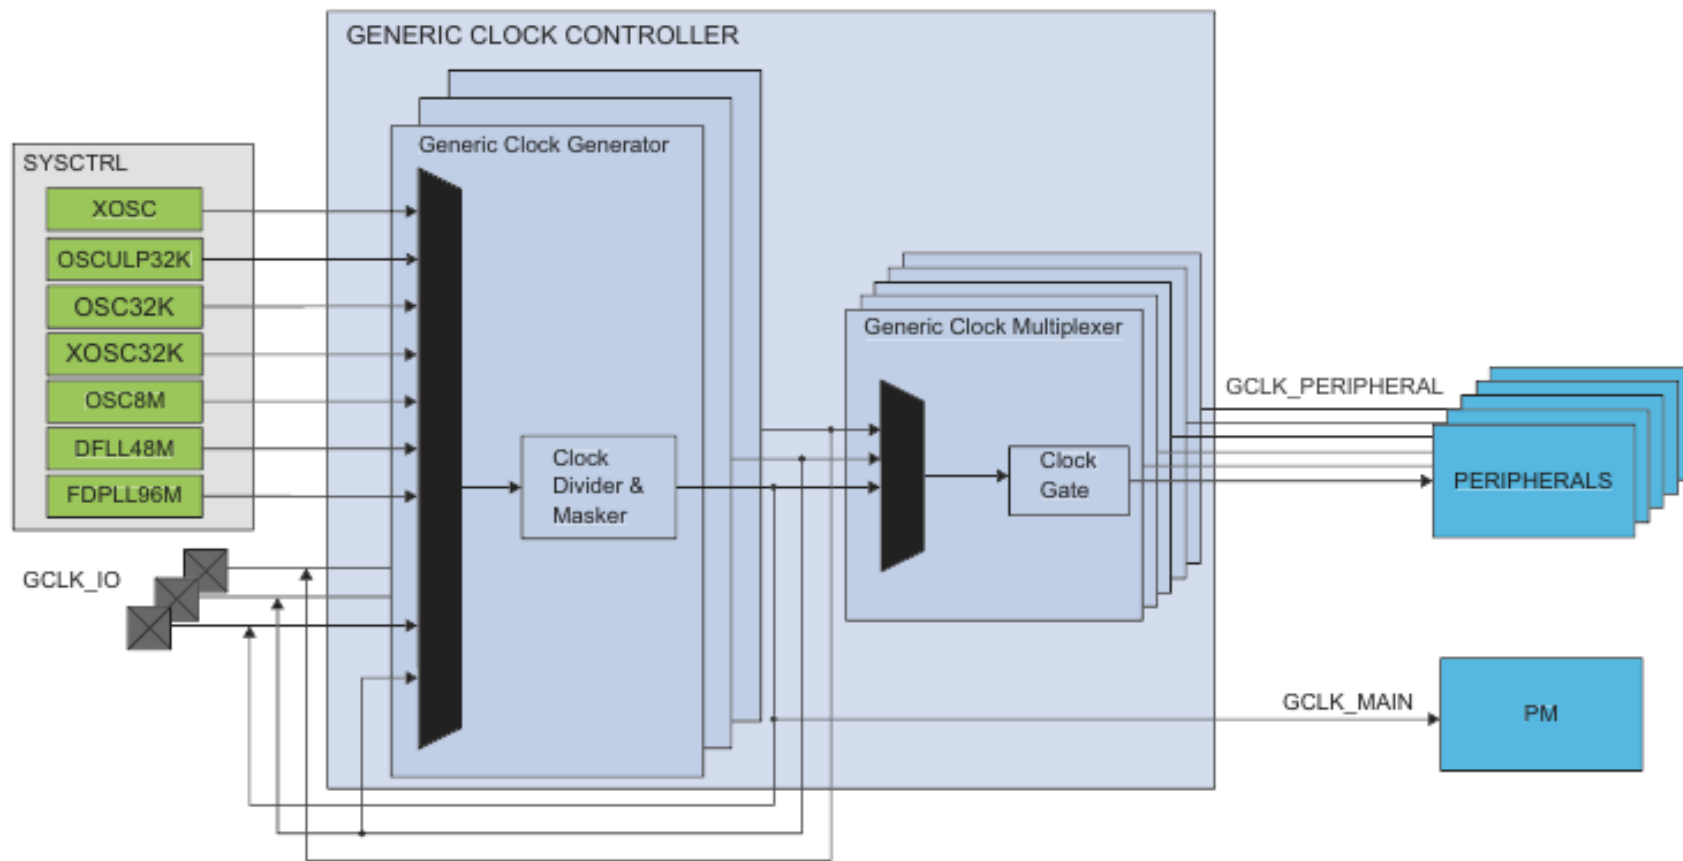 GENERIC CLOCK CONTROLLER
Generic Clock Generator
SYSCTRL
XOSC
OSCULP32K
OSC32K
XOSC32K
OSC8M
DFLL48M
FDPLL96M
GCLK_IO
Clock
Divider &
Masker
Generic Clock Multiplexer
Clock
Gate
GCLK_PERIPHERAL
PERIPHERALS
GCLK_MAIN
PM